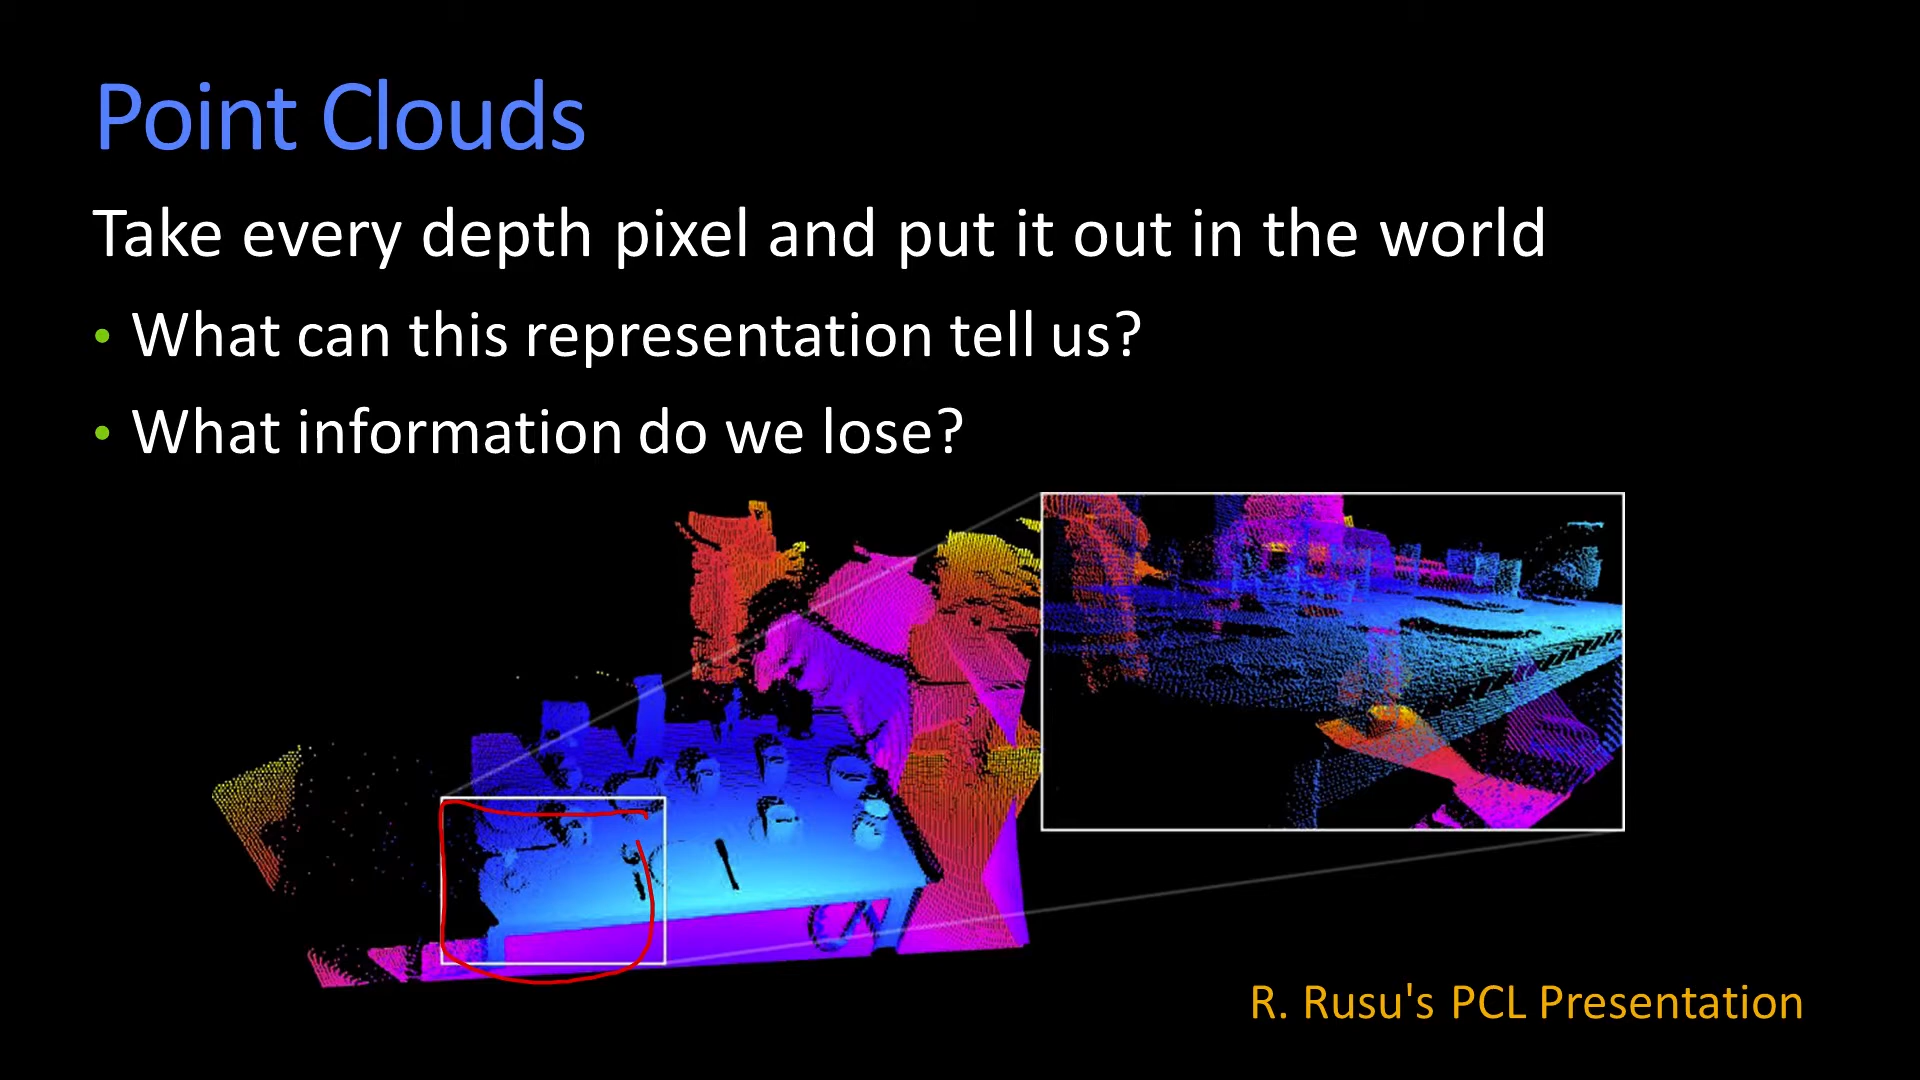 Point Clouds
Take every depth pixel and put it out in the world
• What can this representation tell us?
• What information do we lose?
R. Rusu's PCL Presentation